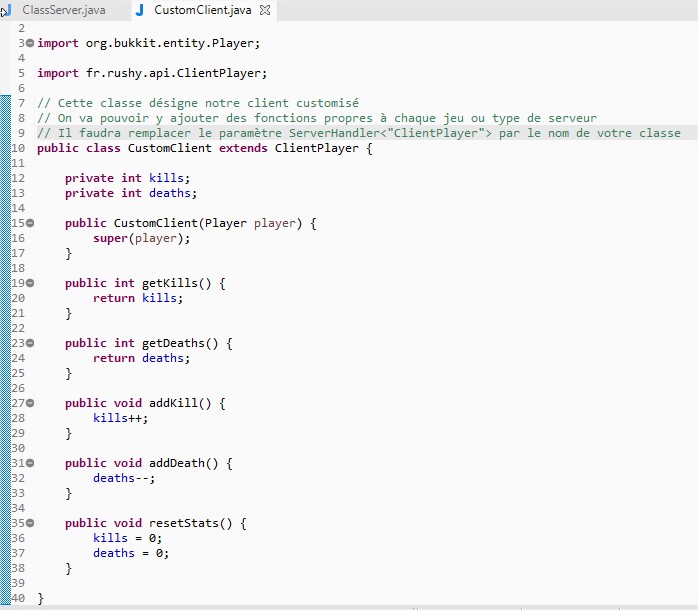 ClassServer.java CustomClient.java
2
3 import org.bukkit.entity.Player;
4
5 import fr.rushy.api.ClientPlayer;
6
7 // Cette classe désigne notre client customisé
8 // On va pouvoir y ajouter des fonctions propres à chaque jeu ou type de serveur
9 // Il faudra remplacer le paramètre ServerHandler<"ClientPlayer"> par le nom de votre classe
10 public class CustomClient extends ClientPlayer {
11
12     private int kills;
13     private int deaths;
14
15     public CustomClient(Player player) {
16         super(player);
17     }
18
19     public int getKills() {
20         return kills;
21     }
22
23     public int getDeaths() {
24         return deaths;
25     }
26
27     public void addKill() {
28         kills++;
29     }
30
31     public void addDeath() {
32         deaths--;
33     }
34
35     public void resetStats() {
36         kills = 0;
37         deaths = 0;
38     }
39
40 }